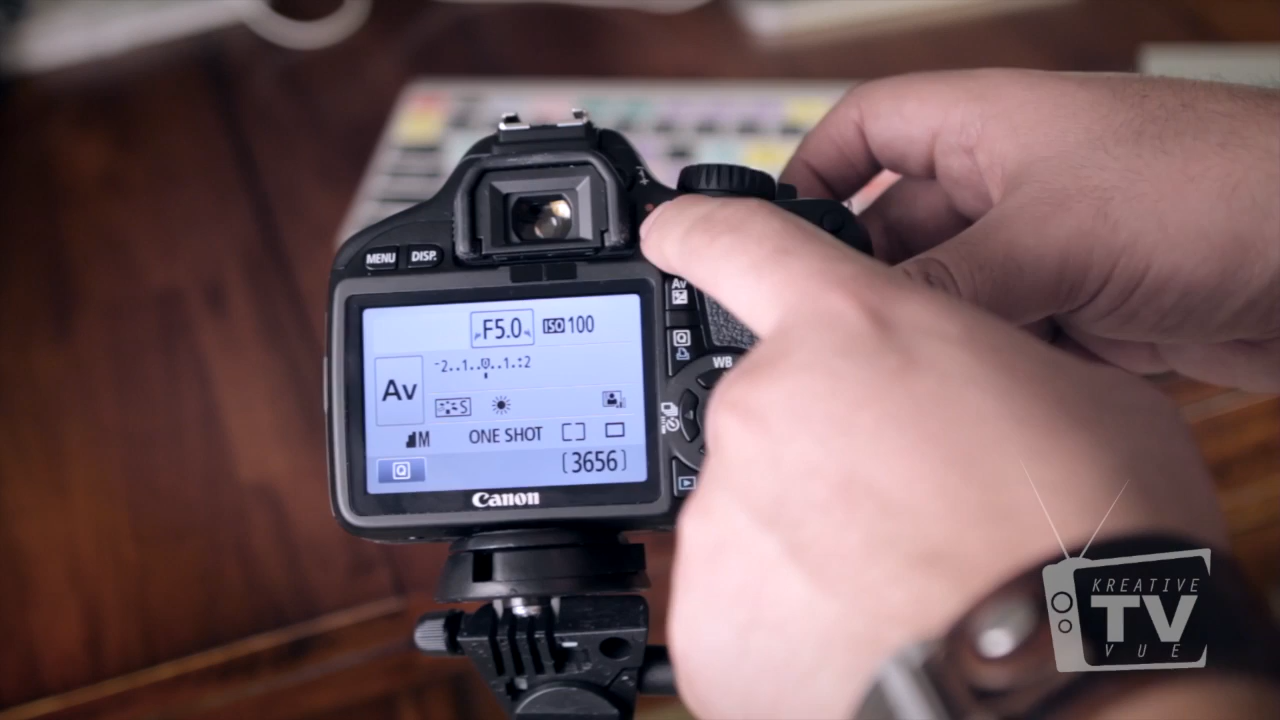 MENU
DISP.
Av
Q
WB
F5.0
ISO 100
Av
-2..1..0..1.:2
S
M
ONE SHOT
Q
[3656]
Canon
KREATIVE
TV
VUE